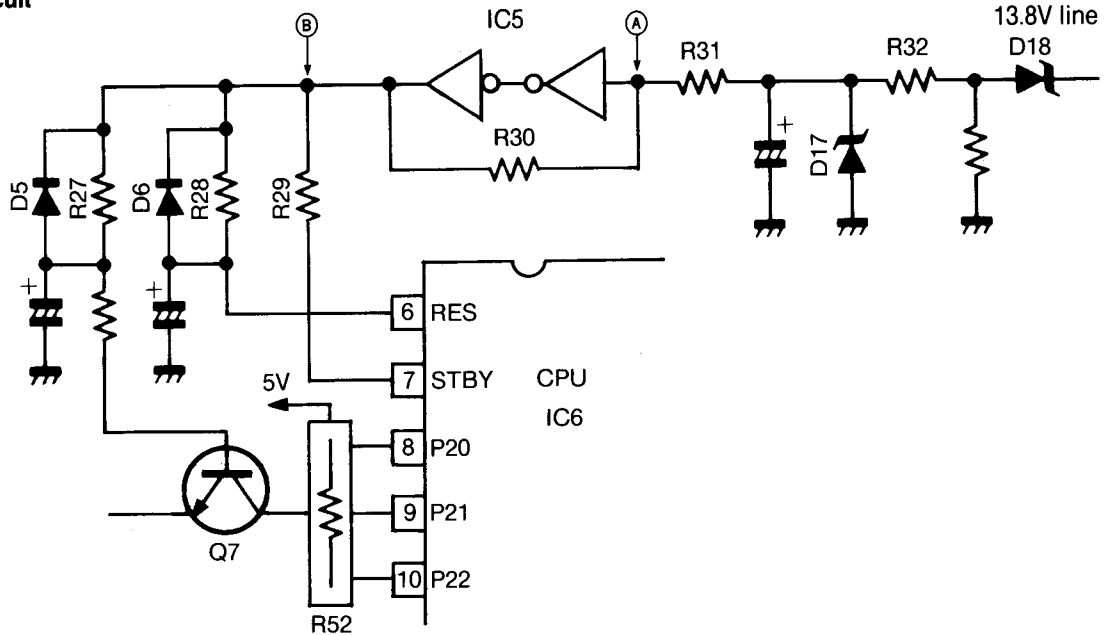 cuit
13.8V line
IC5
B
A
R31
R32
D18
R30
D17
D5
R27
D6
R28
R29
+
+
+
6 RES
7 STBY
CPU
IC6
5V
8 P20
9 P21
10 P22
Q7
R52